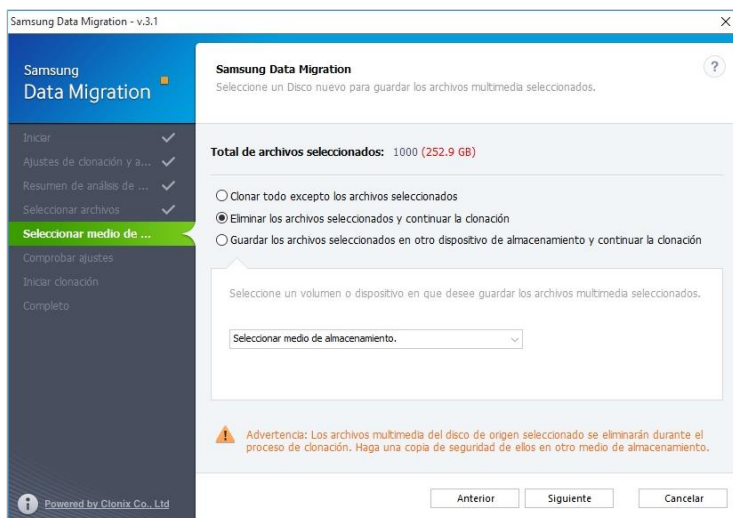 Samsung Data Migration - v.3.1
Samsung
Data Migration
Samsung Data Migration
Seleccione un Disco nuevo para guardar los archivos multimedia seleccionados.
?
Iniciar
Ajustes de clonación y a...
Resumen de análisis de ...
Seleccionar archivos
Seleccionar medio de ...
Comprobar ajustes
Iniciar clonación
Completo
Total de archivos seleccionados: 1000 (252.9 GB)
Clonar todo excepto los archivos seleccionados
Eliminar los archivos seleccionados y continuar la clonación
Guardar los archivos seleccionados en otro dispositivo de almacenamiento y continuar la clonación
Seleccione un volumen o dispositivo en que desee guardar los archivos multimedia seleccionados.
Seleccionar medio de almacenamiento.
Advertencia: Los archivos multimedia del disco de origen seleccionado se eliminarán durante el
proceso de clonación. Haga una copia de seguridad de ellos en otro medio de almacenamiento.
Powered by Clonix Co., Ltd
Anterior
Siguiente
Cancelar